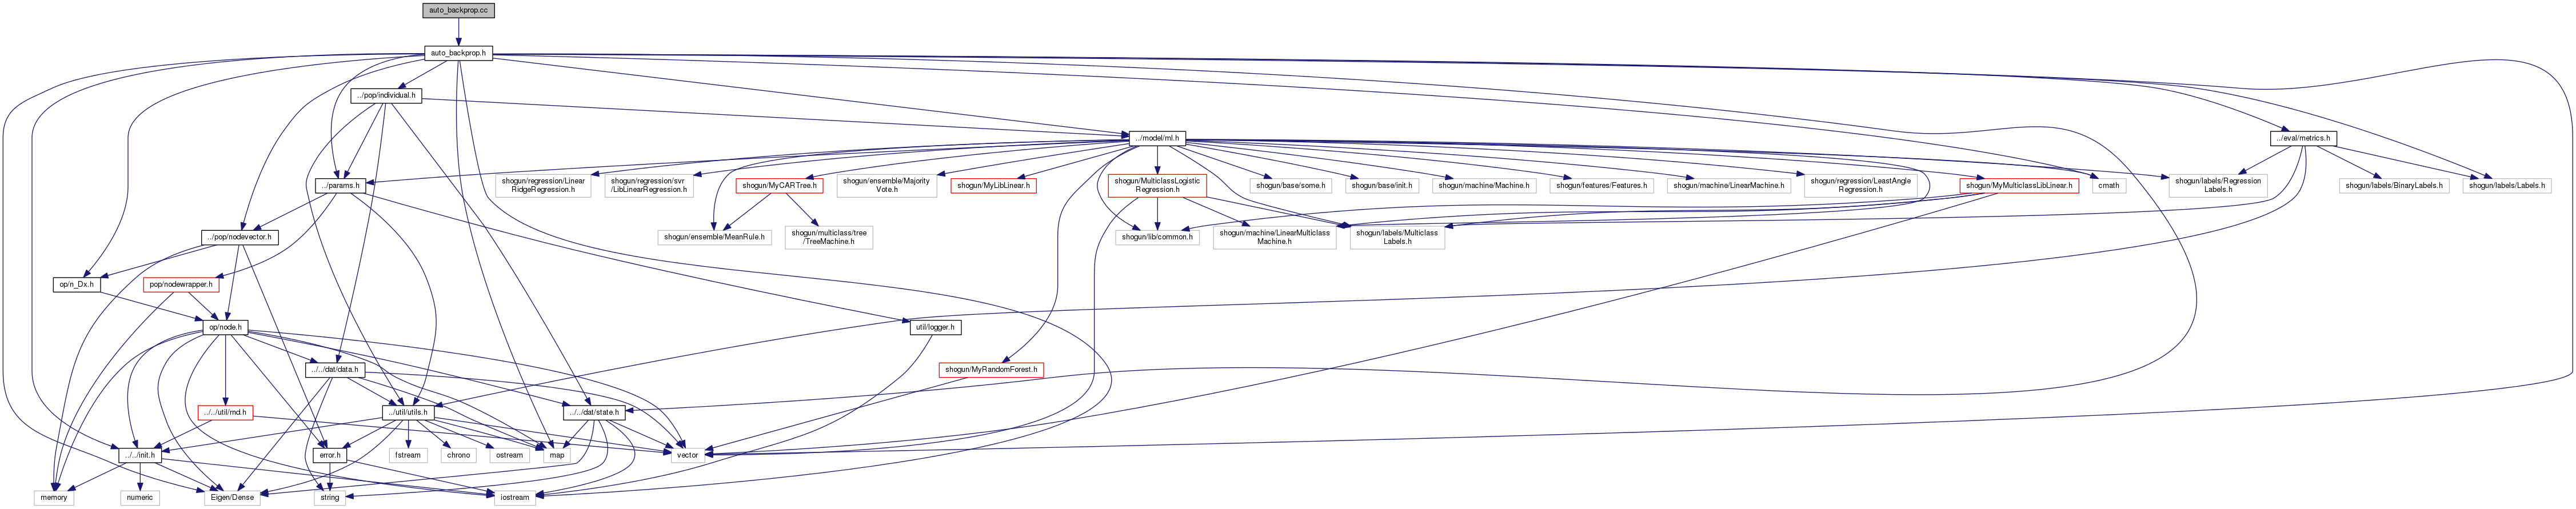 auto_backprop.cc
auto_backprop.h
../pop/individual.h
../model/ml.h
../eval/metrics.h
../params.h
shogun/regression/Linear
RidgeRegression.h
shogun/regression/svr
/LibLinearRegression.h
shogun/MyCARTree.h
shogun/ensemble/Majority
Vote.h
shogun/MyLibLinear.h
shogun/MulticlassLogistic
Regression.h
shogun/base/some.h
shogun/base/init.h
shogun/machine/Machine.h
shogun/features/Features.h
shogun/machine/LinearMachine.h
shogun/regression/LeastAngle
Regression.h
shogun/MyMulticlassLibLinear.h
cmath
shogun/labels/Regression
Labels.h
shogun/labels/BinaryLabels.h
shogun/labels/Labels.h
../pop/nodevector.h
shogun/ensemble/MeanRule.h
shogun/multiclass/tree
/TreeMachine.h
shogun/lib/common.h
shogun/machine/LinearMulticlass
Machine.h
shogun/labels/Multiclass
Labels.h
op/n_Dx.h
pop/nodewrapper.h
op/node.h
util/logger.h
../../dat/data.h
shogun/MyRandomForest.h
../../util/rnd.h
../util/utils.h
../../dat/state.h
../../init.h
error.h
fstream
chrono
ostream
map
vector
memory
numeric
Eigen/Dense
string
iostream